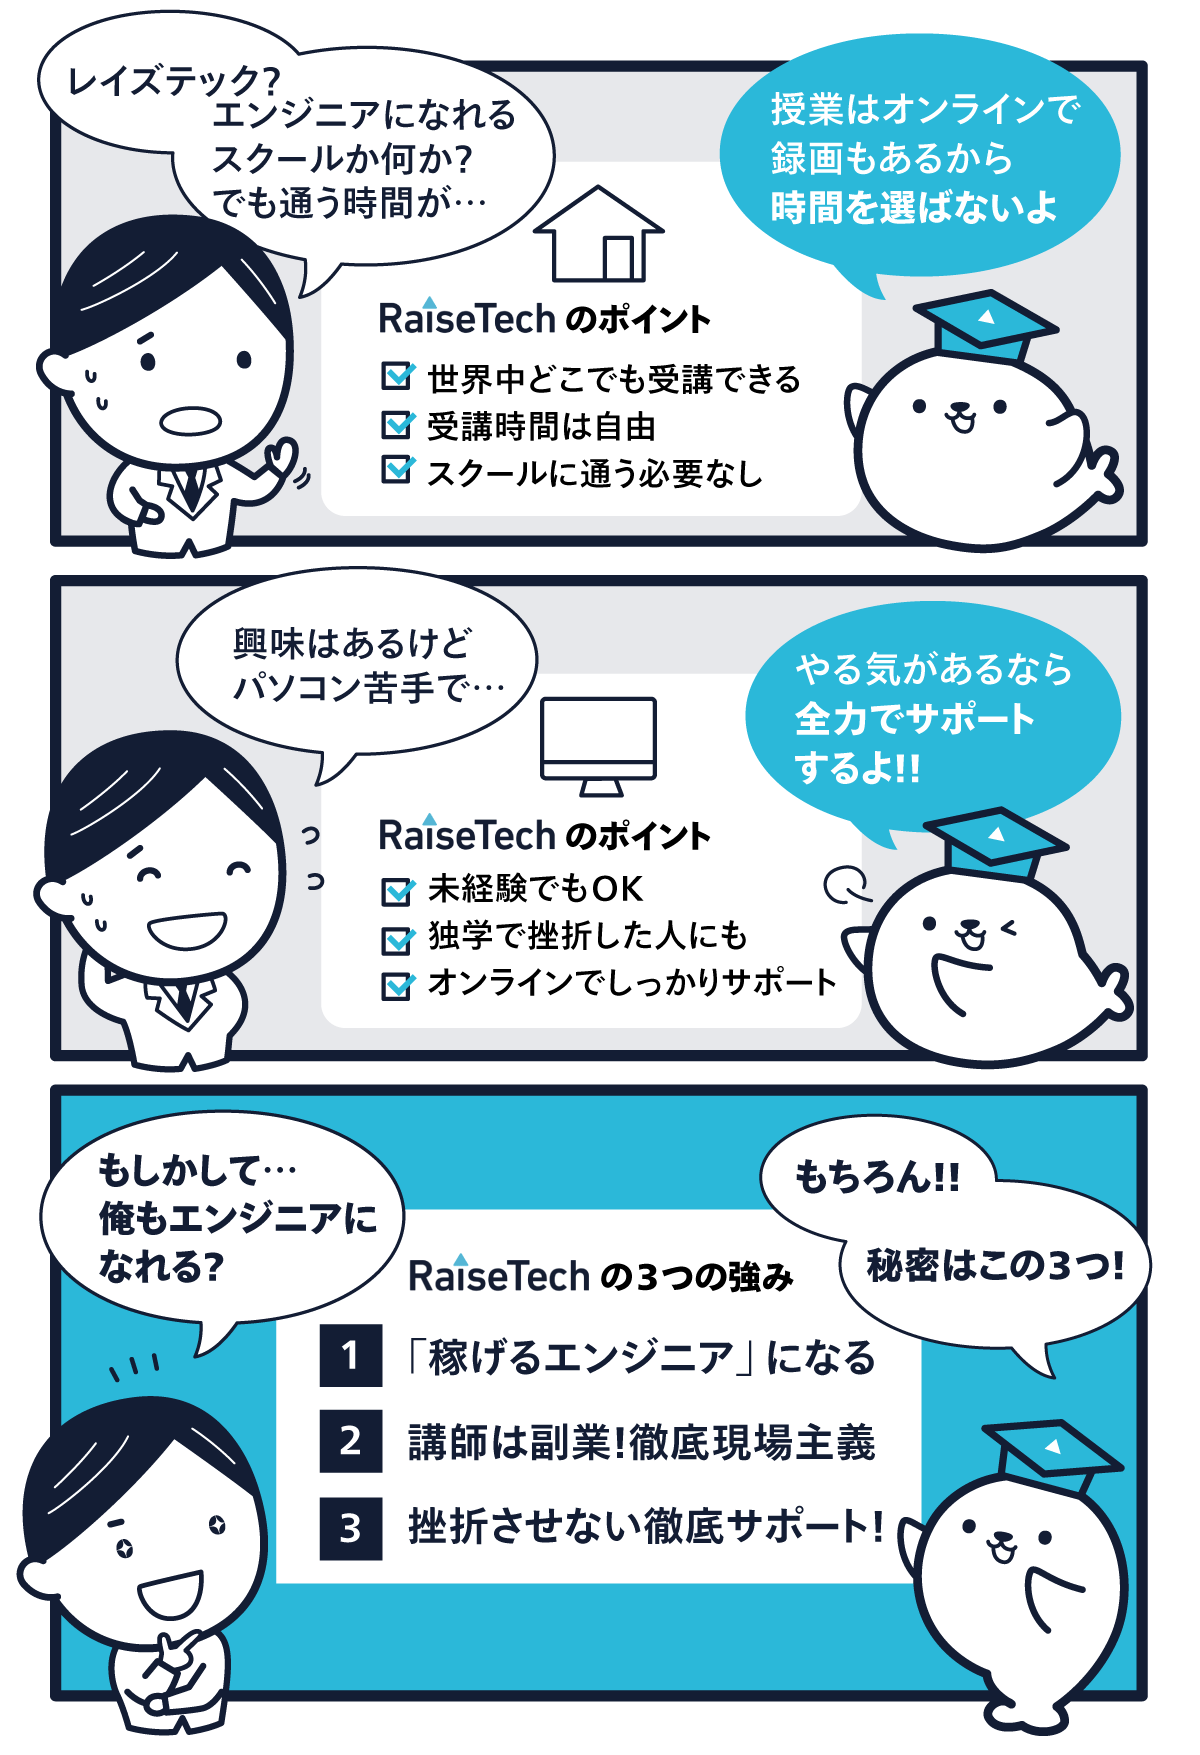 レイズテック？
エンジニアになれる
スクールか何か？
でも通う時間が…
授業はオンラインで
録画もあるから
時間を選ばないよ
RaiseTech のポイント
世界中どこでも受講できる
受講時間は自由
スクールに通う必要なし
興味はあるけど
パソコン苦手で…
やる気があるなら
全力でサポート
するよ!!
RaiseTech のポイント
未経験でもOK
独学で挫折した人にも
オンラインでしっかりサポート
っ
っ
もしかして…
俺もエンジニアに
なれる？
もちろん!!
秘密はこの３つ！
RaiseTech の３つの強み
1 「稼げるエンジニア」になる
2 講師は副業！徹底現場主義
3 挫折させない徹底サポート！